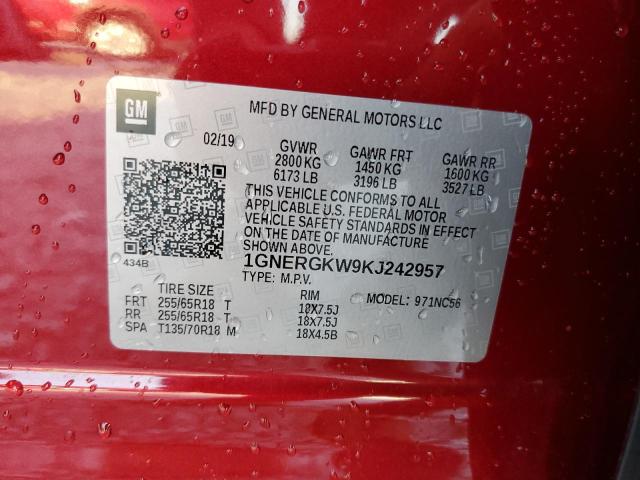 GM
MFD BY GENERAL MOTORS LLC
02/19
GVWR GAWR FRT GAWR RR
2800 KG 1450 KG 1600 KG
6173 LB 3196 LB 3527 LB
THIS VEHICLE CONFORMS TO ALL
APPLICABLE U.S. FEDERAL MOTOR
VEHICLE SAFETY STANDARDS IN EFFECT
ON THE DATE OF MANUFACTURE
SHOWN ABOVE.
434B
1GNERGKW9KJ242957
TYPE: M.P.V.
TIRE SIZE RIM MODEL: 971NC56
FRT 255/65R18 T 18X7.5J
RR 255/65R18 T 18X7.5J
SPA T135/70R18 M 18X4.5B